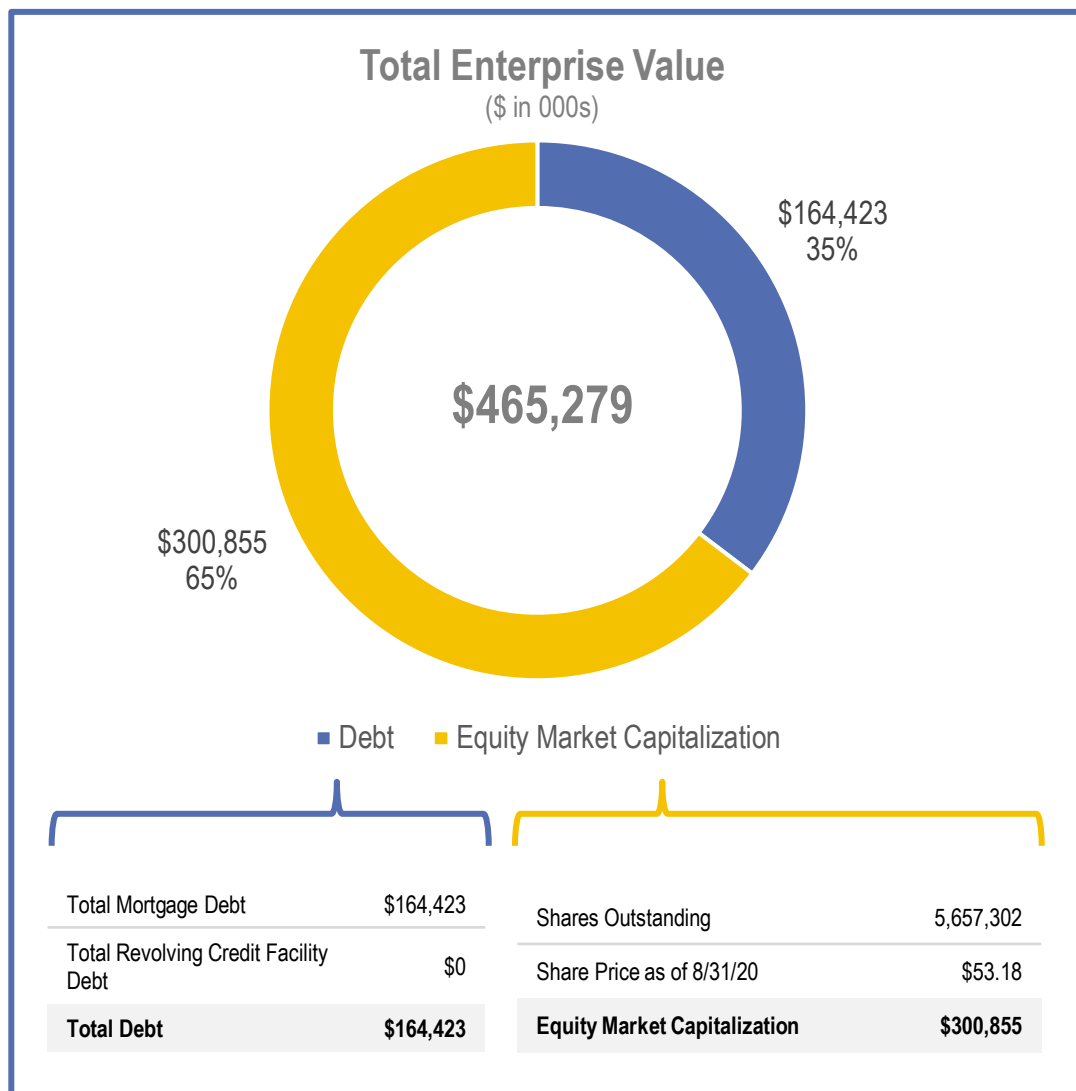 Total Enterprise Value
($ in 000s)
$164,423
35%
$465,279
$300,855
65%
Debt
Equity Market Capitalization
Total Mortgage Debt $164,423
Total Revolving Credit Facility
Debt $0
Total Debt $164,423
Shares Outstanding 5,657,302
Share Price as of 8/31/20 $53.18
Equity Market Capitalization $300,855